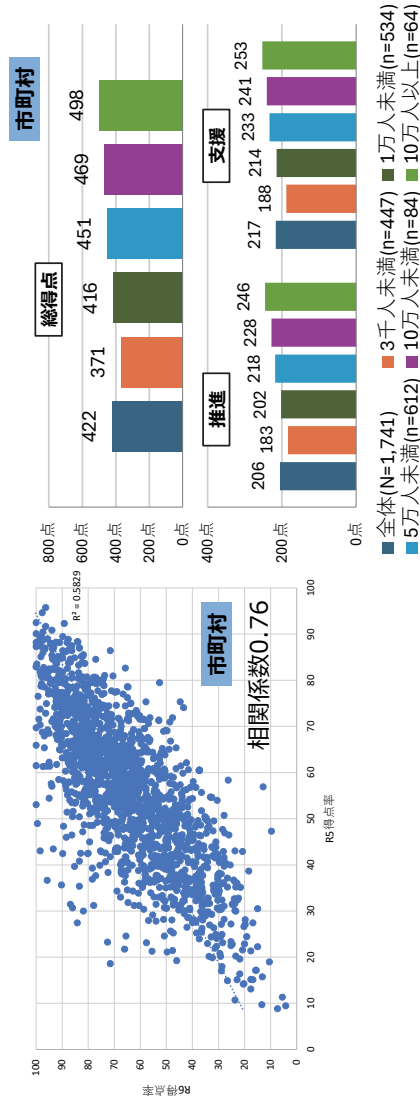 100
90
80
70
60
50
40
30
20
10
0
R6得点率
0
10
20
30
40
50
60
70
80
90
100
R5得点率
R² = 0.5829
市町村
相関係数0.76
市町村
総得点
800点
600点
400点
200点
0点
422
371
416
451
469
498
推進
支援
400点
200点
0点
206
183
202
218
228
246
217
188
214
233
241
253
全体(N=1,741)
3千人未満(n=447)
1万人未満(n=534)
5万人未満(n=612)
10万人未満(n=84)
10万人以上(n=64)